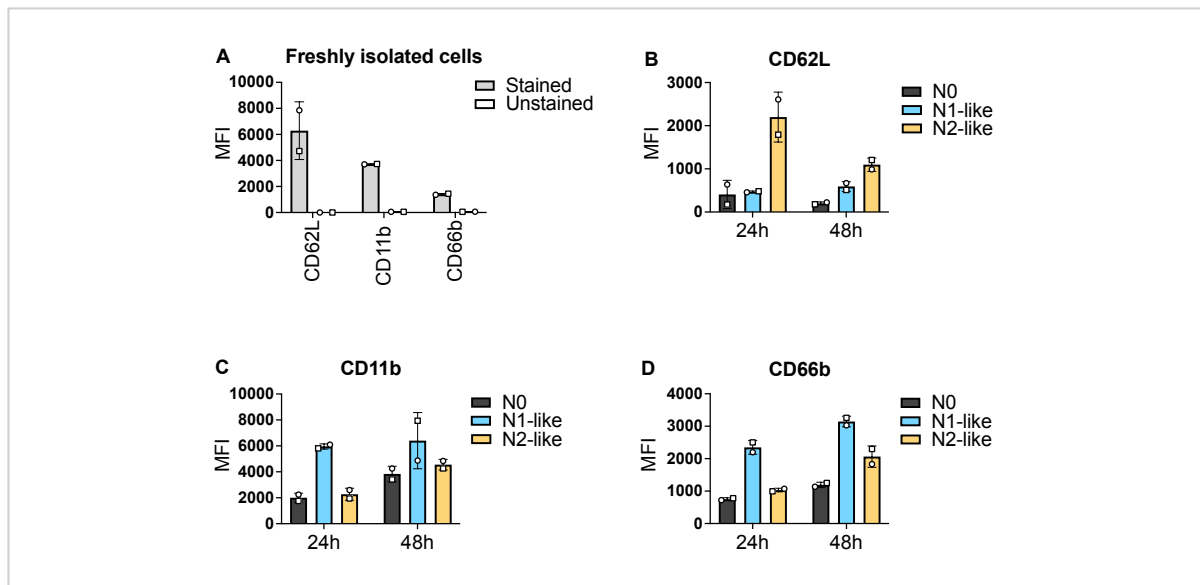 A Freshly isolated cells
10000
8000
6000
4000
2000
0
MFI
Stained
Unstained
CD62L
CD11b
CD66b
B CD62L
3000
2000
1000
0
MFI
N0
N1-like
N2-like
24h 48h
C CD11b
10000
8000
6000
4000
2000
0
MFI
N0
N1-like
N2-like
24h 48h
D CD66b
4000
3000
2000
1000
0
MFI
N0
N1-like
N2-like
24h 48h